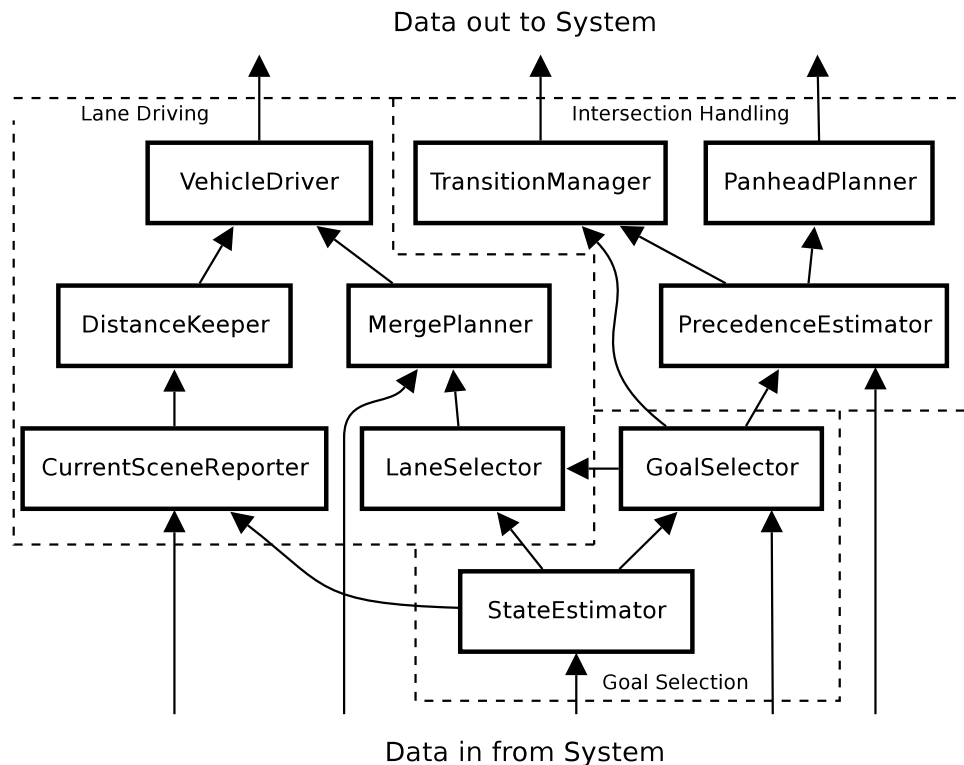 Data out to System
Lane Driving
Intersection Handling
VehicleDriver
TransitionManager
PanheadPlanner
DistanceKeeper
MergePlanner
PrecedenceEstimator
CurrentSceneReporter
LaneSelector
GoalSelector
StateEstimator
Goal Selection
Data in from System